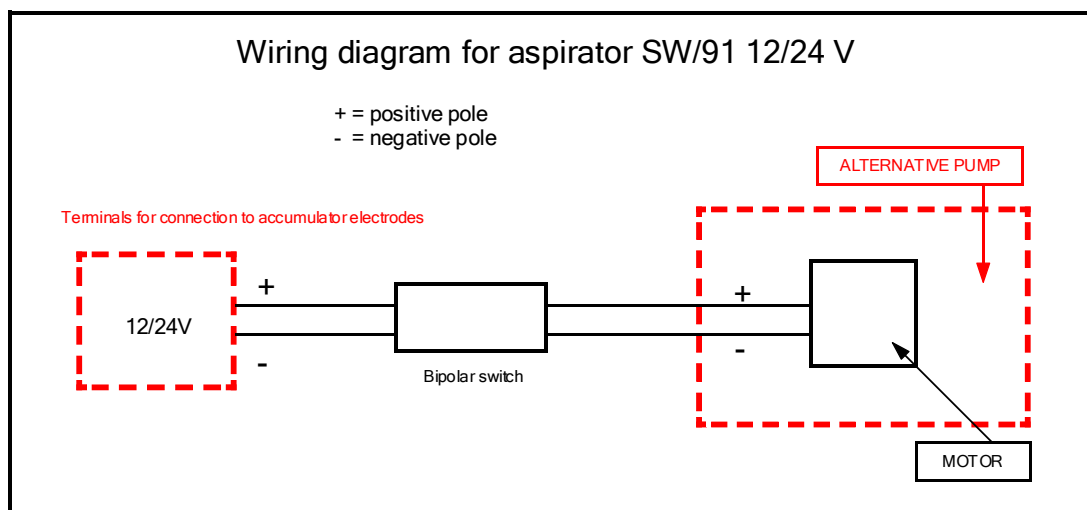 Wiring diagram for aspirator SW/91 12/24 V
+ = positive pole
- = negative pole
ALTERNATIVE PUMP
Terminals for connection to accumulator electrodes
+
+
12/24V
-
-
Bipolar switch
MOTOR